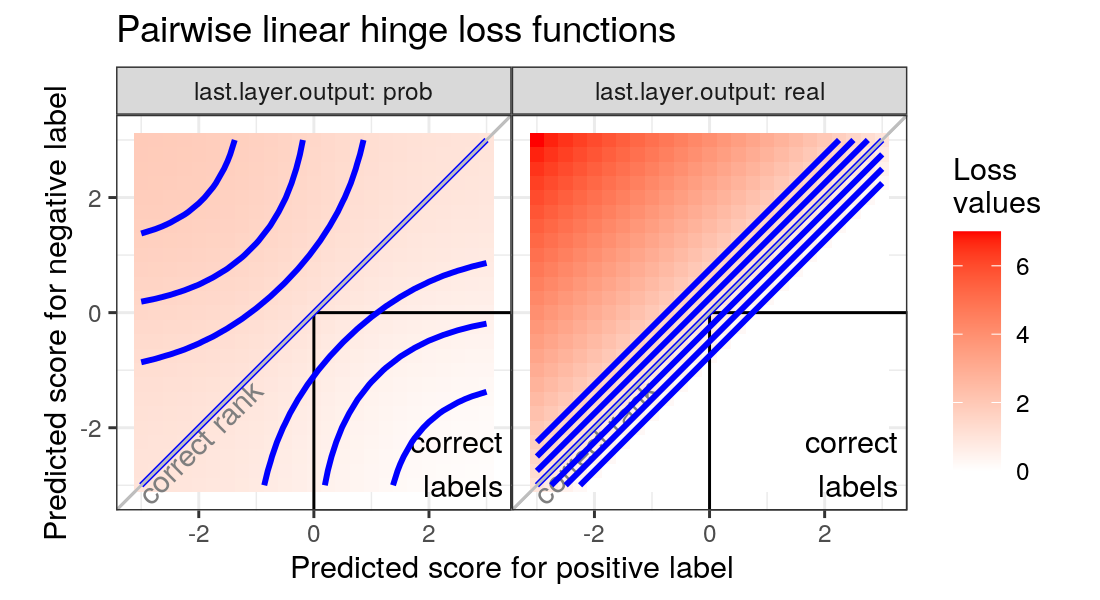 Pairwise linear hinge loss functions
last.layer.output: prob
last.layer.output: real
Predicted score for negative label
2
0
-2
correct rank
correct
labels
correct rank
correct
labels
-2
0
2
-2
0
2
Predicted score for positive label
Loss
values
6
4
2
0